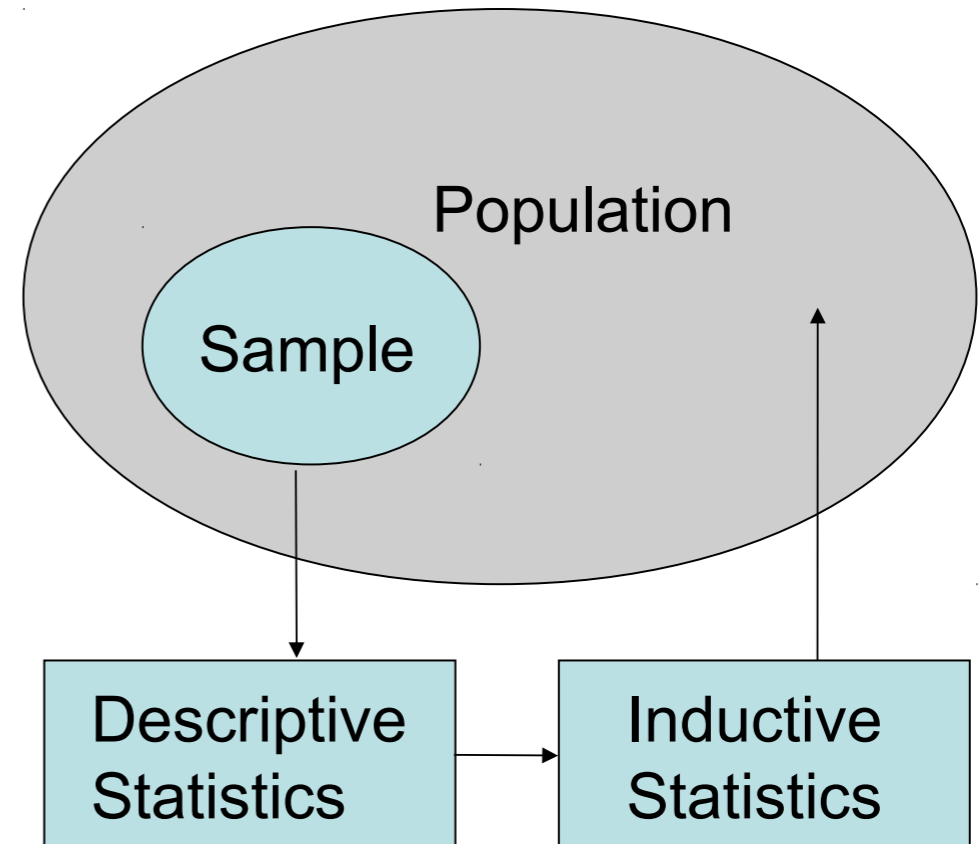 Population
Sample
Descriptive
Statistics
Inductive
Statistics